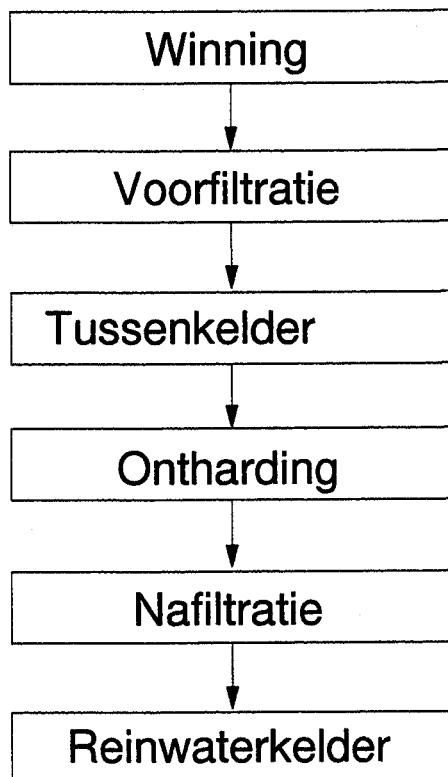 Winning
Voorfiltratie
Tussenkelder
Ontharding
Nafiltratie
Reinwaterkelder